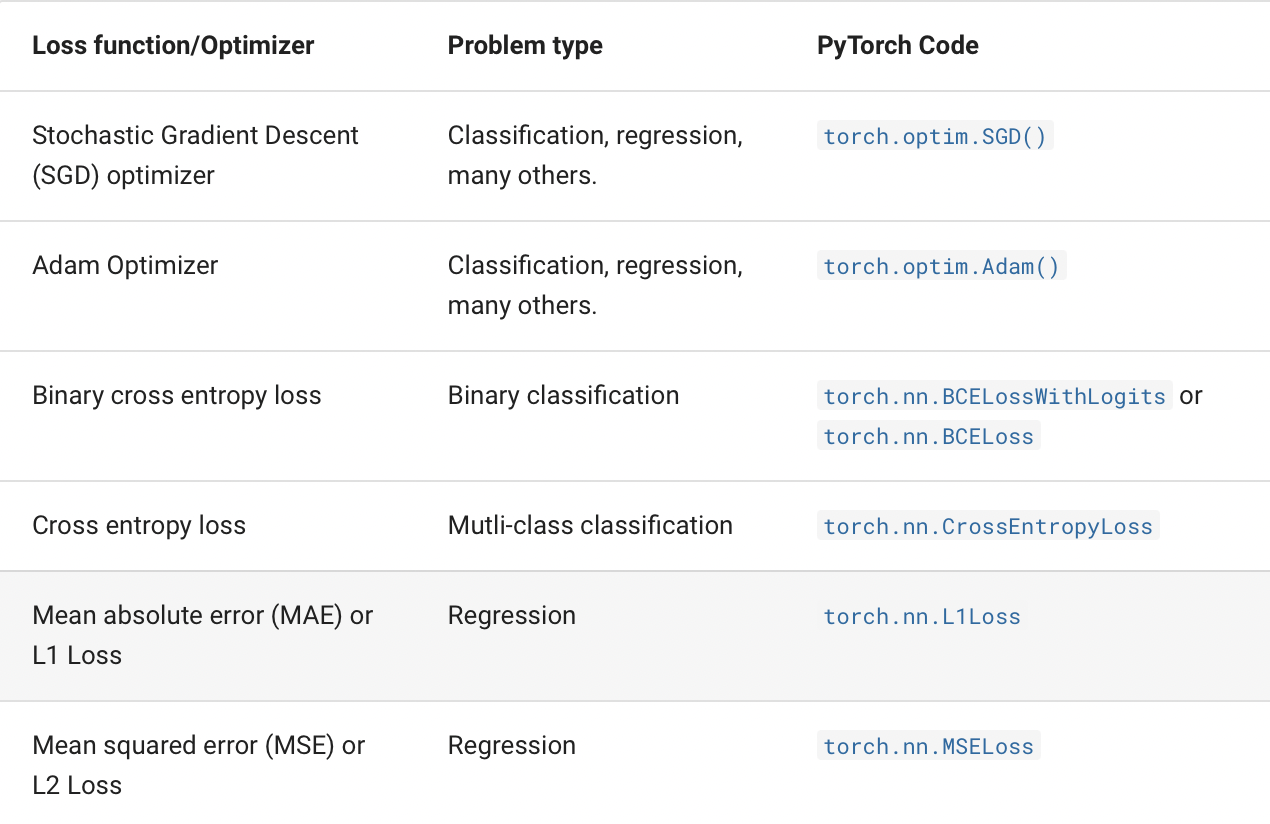 Loss function/Optimizer Problem type PyTorch Code
Stochastic Gradient Descent Classification, regression, torch.optim.SGD()
(SGD) optimizer many others.
Adam Optimizer Classification, regression, torch.optim.Adam()
many others.
Binary cross entropy loss Binary classification torch.nn.BCELossWithLogits or
torch.nn.BCELoss
Cross entropy loss Mutli-class classification torch.nn.CrossEntropyLoss
Mean absolute error (MAE) or Regression torch.nn.L1Loss
L1 Loss
Mean squared error (MSE) or Regression torch.nn.MSELoss
L2 Loss